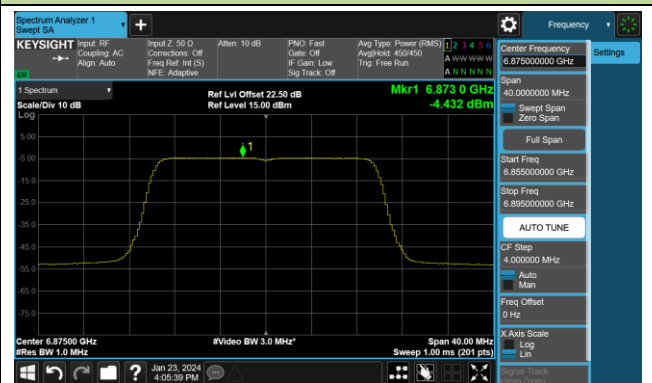 Spectrum Analyzer 1
Swept SA
Frequency
KEYSIGHT
Input: RF
Coupling: AC
Align: Auto
Input Z: 50 Ω
Corrections: Off
Freq Ref: Int (S)
NFE: Adaptive
Atten: 10 dB
PNO: Fast
Gate: Off
IF Gain: Low
Sig Track: Off
Avg Type: Power (RMS)
Avg|Hold: 450/450
Trig: Free Run
1 2 3 4 5 6
A W W W W W
A N N N N N
LXI
1 Spectrum
Scale/Div 10 dB
Log
Ref Lvl Offset 22.50 dB
Ref Level 15.00 dBm
Mkr1 6.873 0 GHz
-4.432 dBm
1
5.00
-5.00
-15.0
-25.0
-35.0
-45.0
-55.0
-65.0
-75.0
Center 6.87500 GHz
#Res BW 1.0 MHz
#Video BW 3.0 MHz*
Span 40.00 MHz
Sweep 1.00 ms (201 pts)
?
Jan 23, 2024
4:05:39 PM
Center Frequency
6.875000000 GHz
Settings
Span
40.0000000 MHz
Swept Span
Zero Span
Full Span
Start Freq
6.855000000 GHz
Stop Freq
6.895000000 GHz
AUTO TUNE
CF Step
4.000000 MHz
Auto
Man
Freq Offset
0 Hz
X Axis Scale
Log
Lin
Signal Track
(Span Zoom)